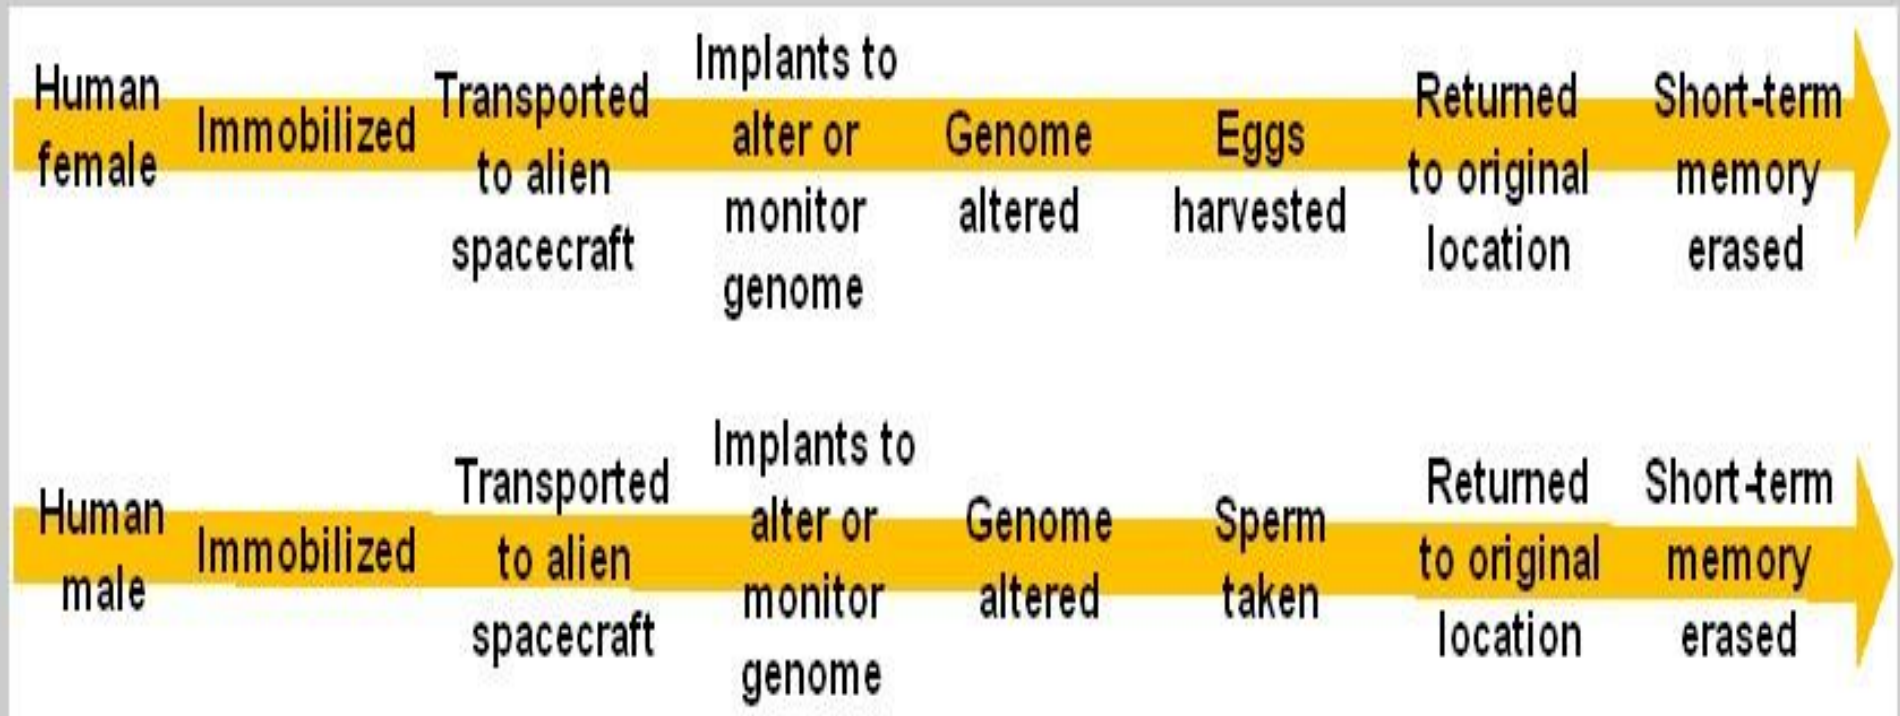 Human
female
Immobilized
Transported
to alien
spacecraft
Implants to
alter or
monitor
genome
Genome
altered
Eggs
harvested
Returned
to original
location
Short-term
memory
erased
Human
male
Immobilized
Transported
to alien
spacecraft
Implants to
alter or
monitor
genome
Genome
altered
Sperm
taken
Returned
to original
location
Short-term
memory
erased